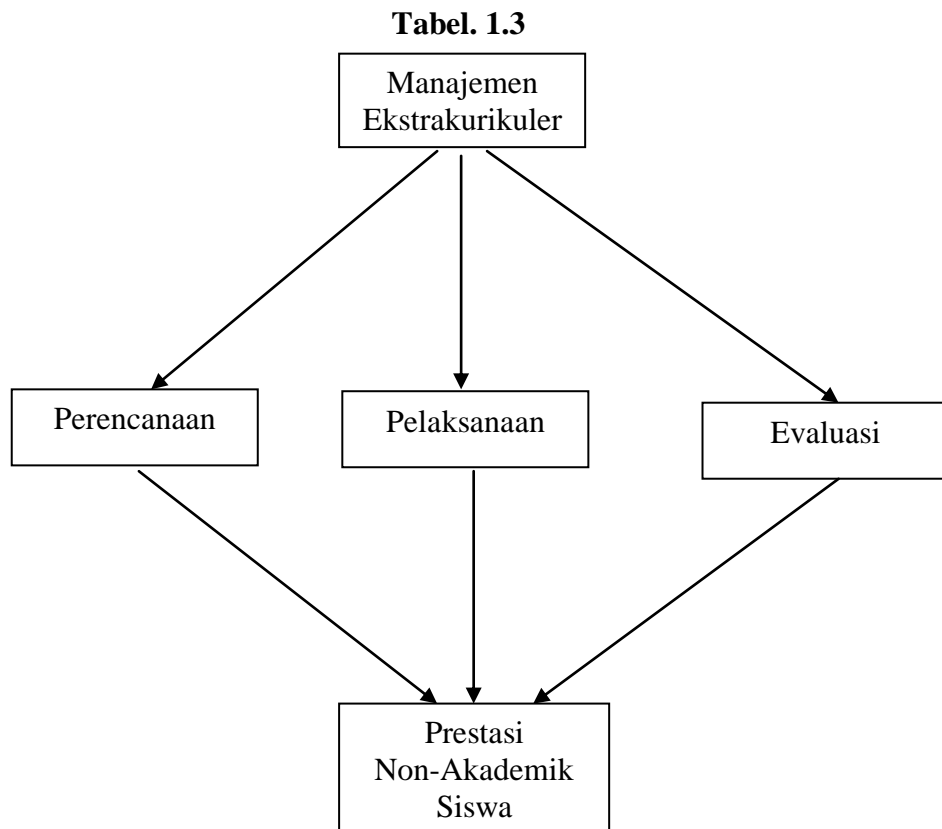 Tabel. 1.3
Manajemen
Ekstrakurikuler
Perencanaan
Pelaksanaan
Evaluasi
Prestasi
Non-Akademik
Siswa